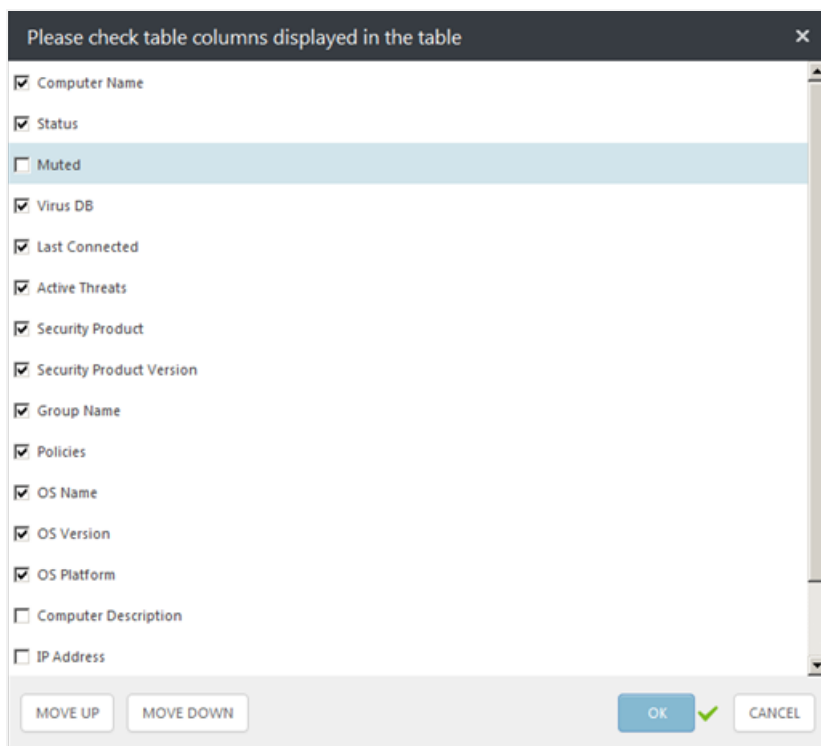 Please check table columns displayed in the table
Computer Name
Status
Muted
Virus DB
Last Connected
Active Threats
Security Product
Security Product Version
Group Name
Policies
OS Name
OS Version
OS Platform
Computer Description
IP Address
MOVE UP MOVE DOWN OK CANCEL